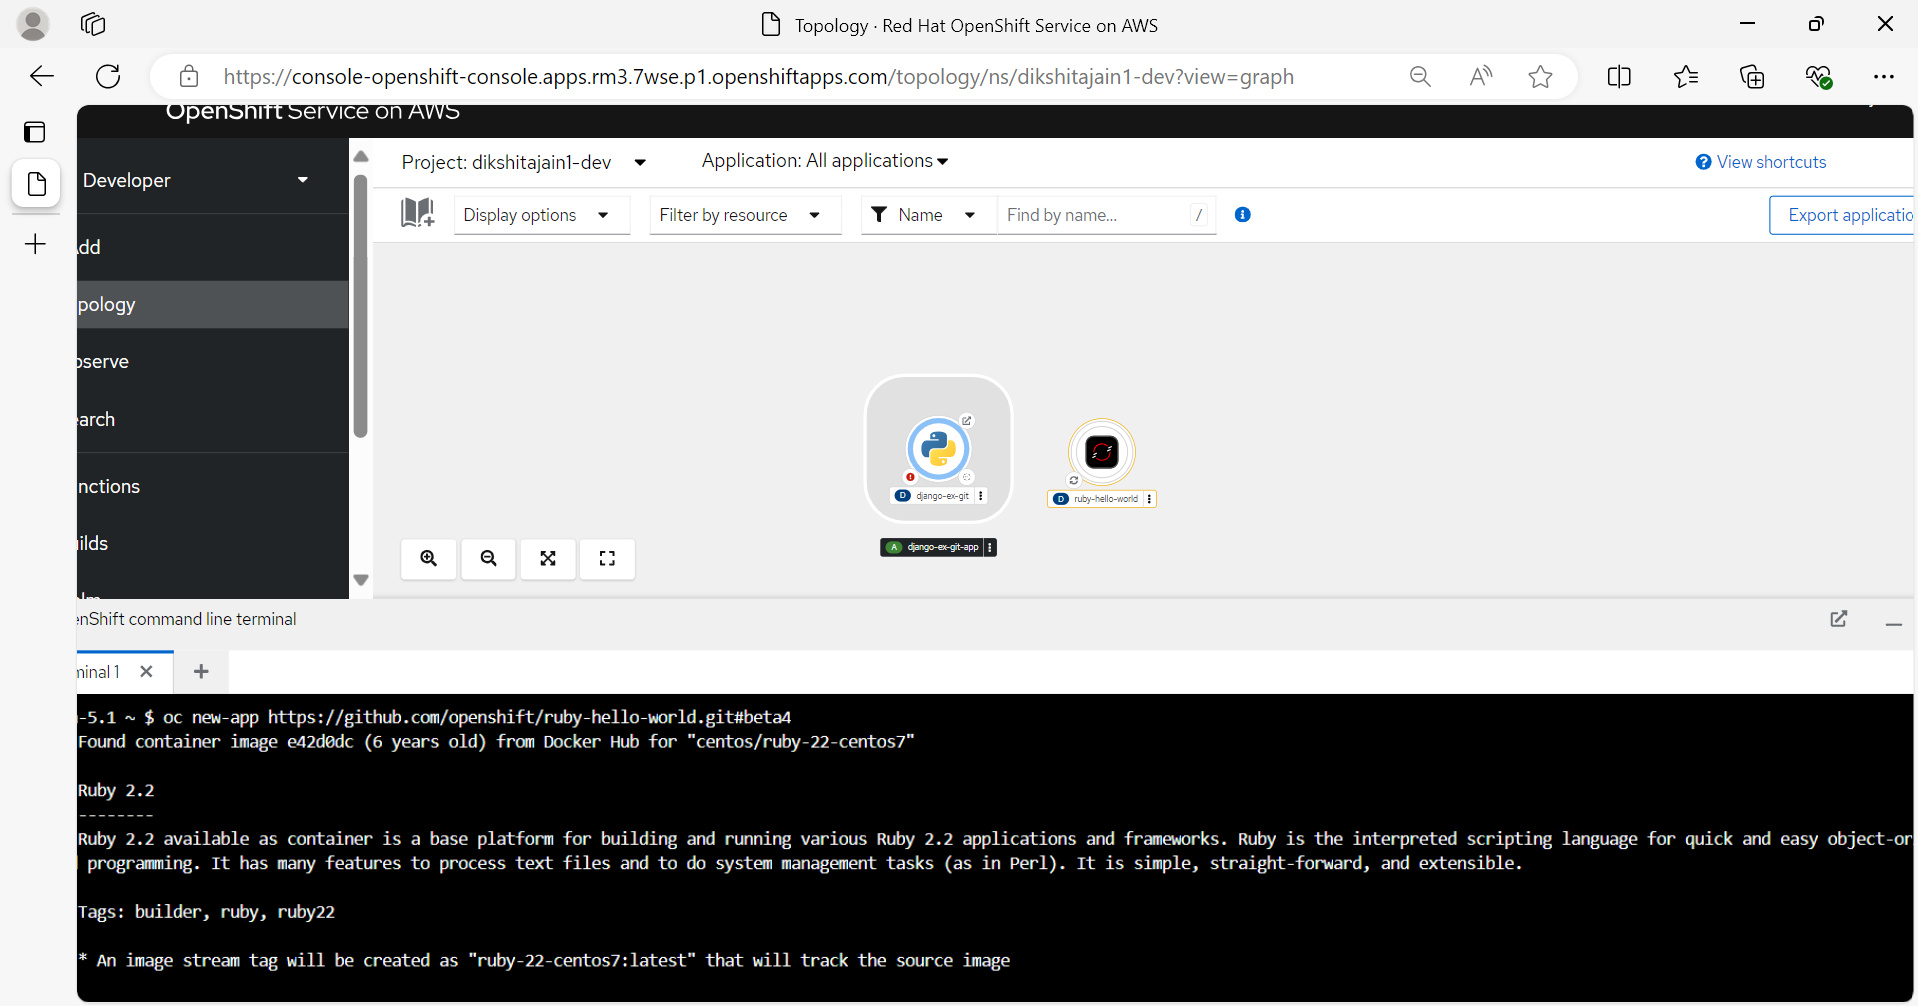 Topology · Red Hat OpenShift Service on AWS
https://console-openshift-console.apps.rm3.7wse.p1.openshiftapps.com/topology/ns/dikshitajain1-dev?view=graph
OpenShift Service on AWS
Project: dikshitajain1-dev
Application: All applications
View shortcuts
Developer
Display options
Filter by resource
Name
Find by name...
/
Export applicatio
dd
pology
serve
arch
nctions
ilds
D django-ex-git
D ruby-hello-world
A django-ex-git-app
enShift command line terminal
minal 1
-5.1 ~ $ oc new-app https://github.com/openshift/ruby-hello-world.git#beta4
Found container image e42d0dc (6 years old) from Docker Hub for "centos/ruby-22-centos7"
Ruby 2.2
--------
Ruby 2.2 available as container is a base platform for building and running various Ruby 2.2 applications and frameworks. Ruby is the interpreted scripting language for quick and easy object-or
programming. It has many features to process text files and to do system management tasks (as in Perl). It is simple, straight-forward, and extensible.
Tags: builder, ruby, ruby22
* An image stream tag will be created as "ruby-22-centos7:latest" that will track the source image